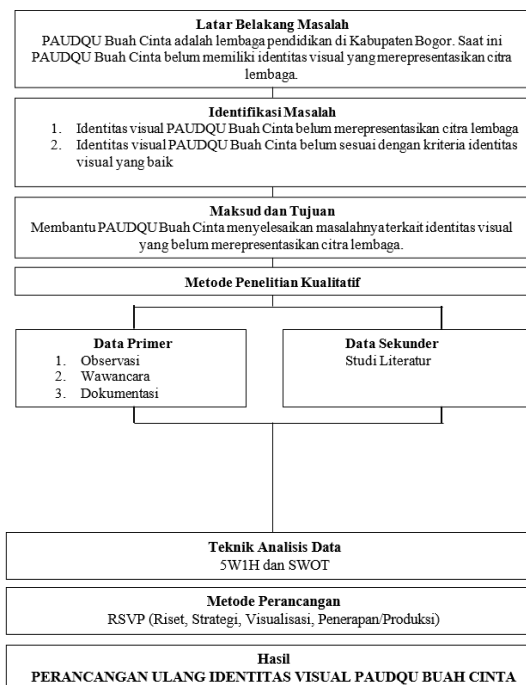 Latar Belakang Masalah
PAUDQU Buah Cinta adalah lembaga pendidikan di Kabupaten Bogor. Saat ini
PAUDQU Buah Cinta belum memiliki identitas visual yang merepresentasikan citra
lembaga.
Identifikasi Masalah
1. Identitas visual PAUDQU Buah Cinta belum merepresentasikan citra lembaga
2. Identitas visual PAUDQU Buah Cinta belum sesuai dengan kriteria identitas
visual yang baik
Maksud dan Tujuan
Membantu PAUDQU Buah Cinta menyelesaikan masalahnya terkait identitas visual
yang belum merepresentasikan citra lembaga.
Metode Penelitian Kualitatif
Data Primer
1. Observasi
2. Wawancara
3. Dokumentasi
Data Sekunder
Studi Literatur
Teknik Analisis Data
5W1H dan SWOT
Metode Perancangan
RSVP (Riset, Strategi, Visualisasi, Penerapan/Produksi)
Hasil
PERANCANGAN ULANG IDENTITAS VISUAL PAUDQU BUAH CINTA